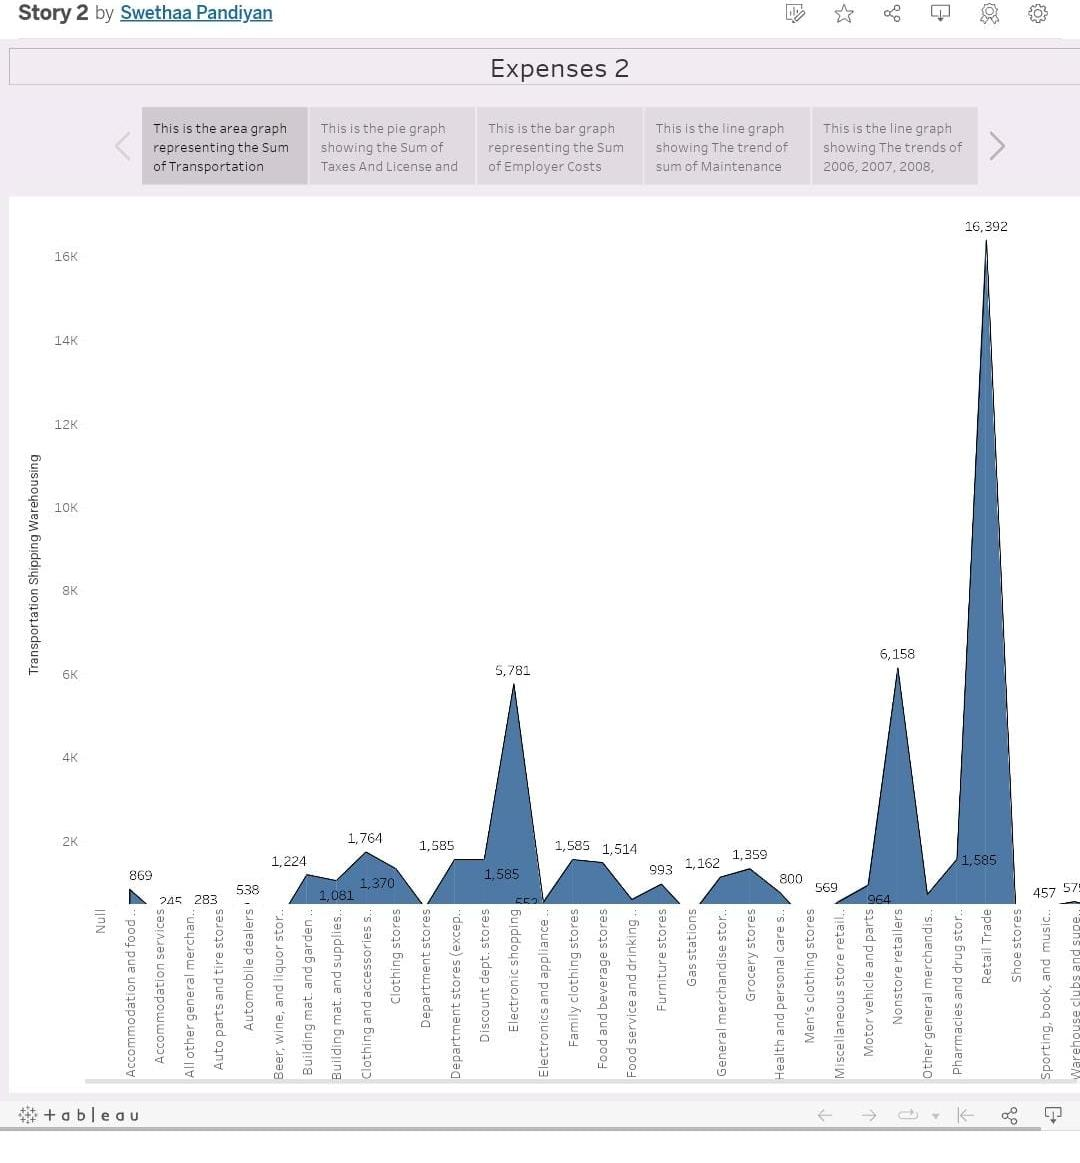 Story 2 by Swethaa Pandiyan
Expenses 2
This is the area graph
representing the Sum
of Transportation
This is the pie graph
showing the Sum of
Taxes And License and
This is the bar graph
representing the Sum
of Employer Costs
This is the line graph
showing The trend of
sum of Maintenance
This is the line graph
showing The trends of
2006, 2007, 2008,
Transportation Shipping Warehousing
16K
14K
12K
10K
8K
6K
4K
2K
869
245
283
538
1,224
1,081
1,764
1,370
1,585
1,585
5,781
552
1,585
1,514
993
1,162
1,359
800
569
964
6,158
1,585
16,392
457
575
Null
Accommodation and food ..
Accommodation services
All other general merchan..
Auto parts and tire stores
Automobile dealers
Beer, wine, and liquor stor..
Building mat. and garden ..
Building mat. and supplies..
Clothing and accessories s..
Clothing stores
Department stores
Department stores (excep..
Discount dept. stores
Electronic shopping
Electronics and appliance ..
Family clothing stores
Food and beverage stores
Food service and drinking ..
Furniture stores
Gas stations
General merchandise stor..
Grocery stores
Health and personal care s..
Men's clothing stores
Miscellaneous store retail..
Motor vehicle and parts
Nonstore retailers
Other general merchandis..
Pharmacies and drug stor..
Retail Trade
Shoe stores
Sporting, book, and music..
Warehouse clubs and supe..
+ a b | e a u